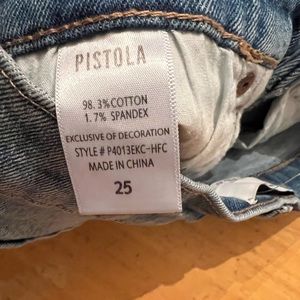 PISTOLA
98.3%COTTON
1.7% SPANDEX
EXCLUSIVE OF DECORATION
STYLE # P4013EKC-HFC
MADE IN CHINA
25